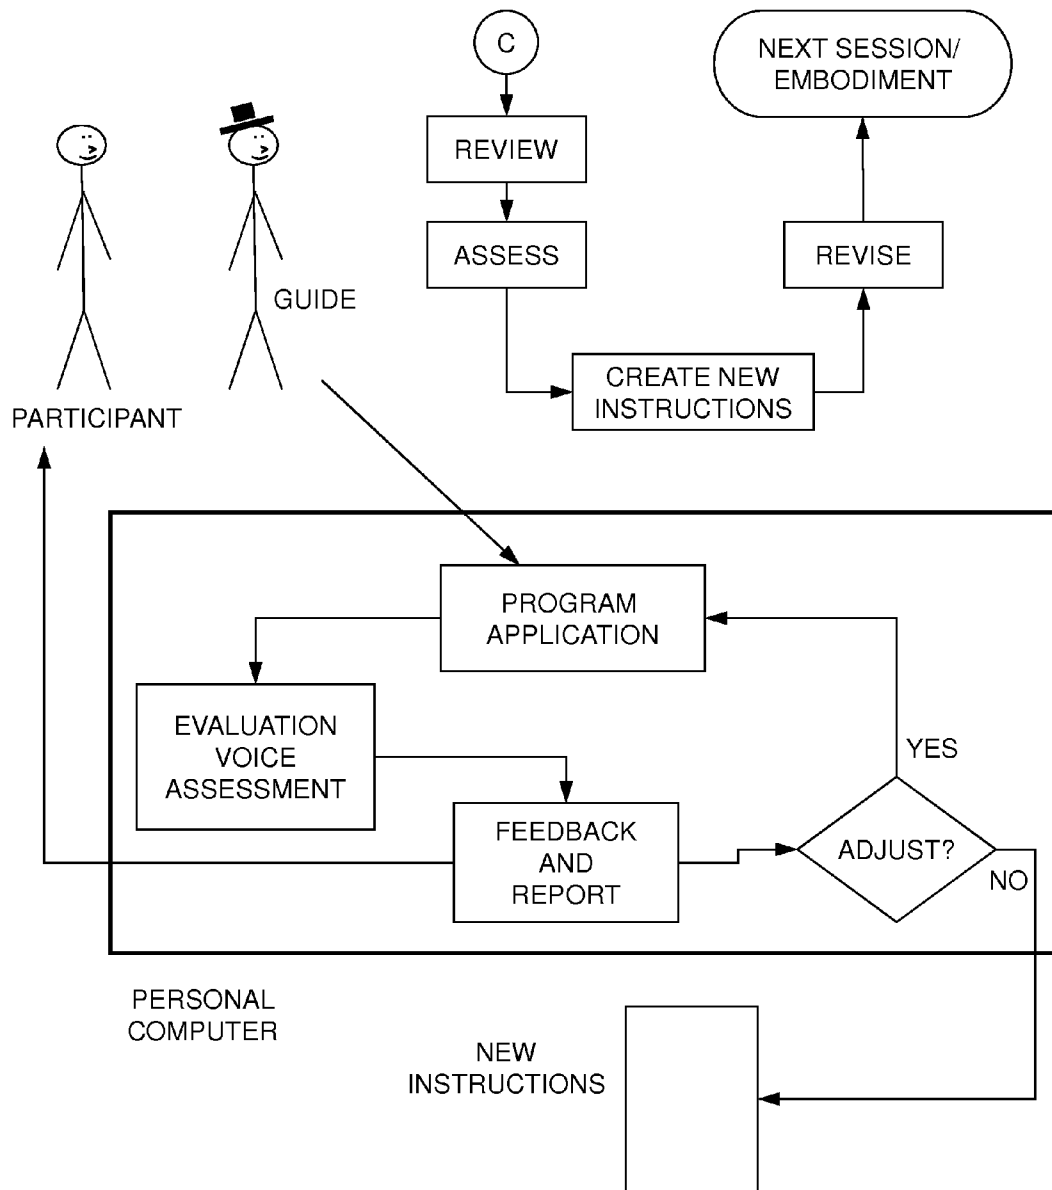 C
NEXT SESSION/
EMBODIMENT
REVIEW
ASSESS
REVISE
GUIDE
CREATE NEW
INSTRUCTIONS
PARTICIPANT
PROGRAM
APPLICATION
EVALUATION
VOICE
ASSESSMENT
YES
FEEDBACK
AND
REPORT
ADJUST?
NO
PERSONAL
COMPUTER
NEW
INSTRUCTIONS